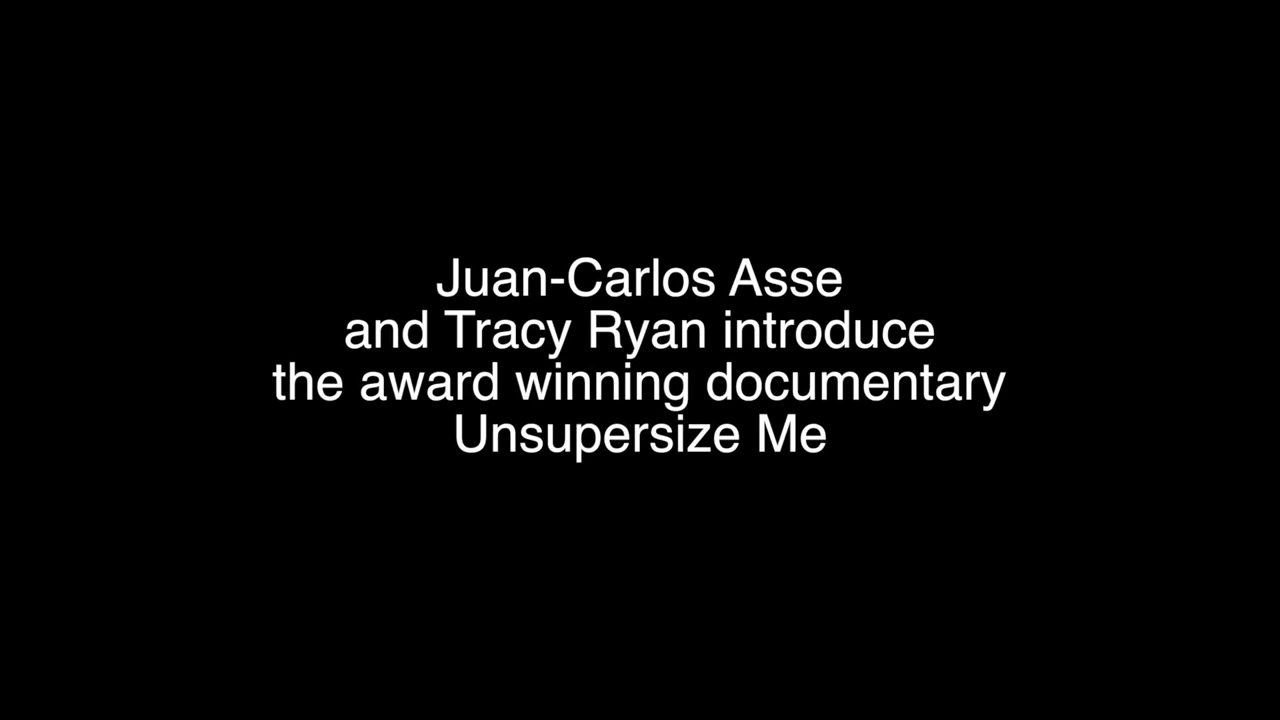 Juan-Carlos Asse
and Tracy Ryan introduce
the award winning documentary
Unsupersize Me